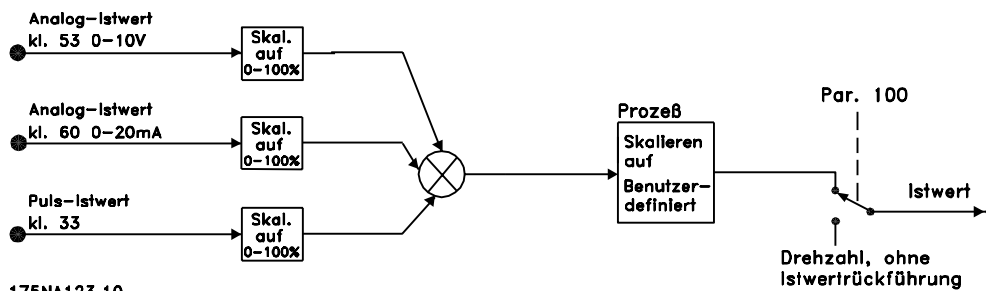 Analog-Istwert
kl. 53 0-10V
Skal.
auf
0-100%
Analog-Istwert
kl. 60 0-20mA
Skal.
auf
0-100%
Puls-Istwert
kl. 33
Skal.
auf
0-100%
Prozeß
Skalieren
auf
Benutzer-
definiert
Par. 100
Istwert
Drehzahl, ohne
Istwertrückführung
175NA123.10